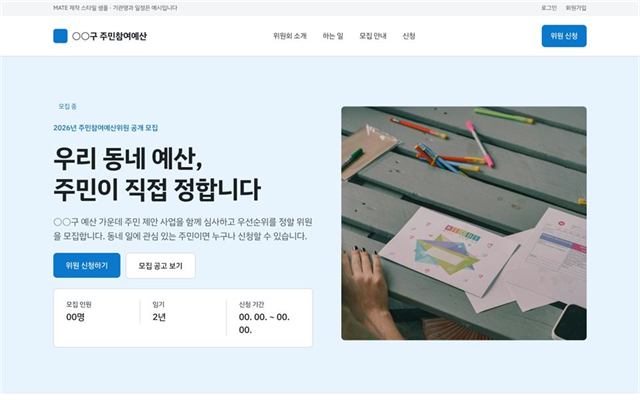 MATE 제작 스타일 샘플 · 기관명과 일정은 예시입니다
로그인 회원가입
○○구 주민참여예산
위원회 소개 하는 일 모집 안내 신청
위원 신청
모집 중
2026년 주민참여예산위원 공개 모집
우리 동네 예산,
주민이 직접 정합니다
○○구 예산 가운데 주민 제안 사업을 함께 심사하고 우선순위를 정할 위원
을 모집합니다. 동네 일에 관심 있는 주민이면 누구나 신청할 수 있습니다.
위원 신청하기 모집 공고 보기
모집 인원 임기 신청 기간
00명 2년 00. 00. ~ 00.
00.